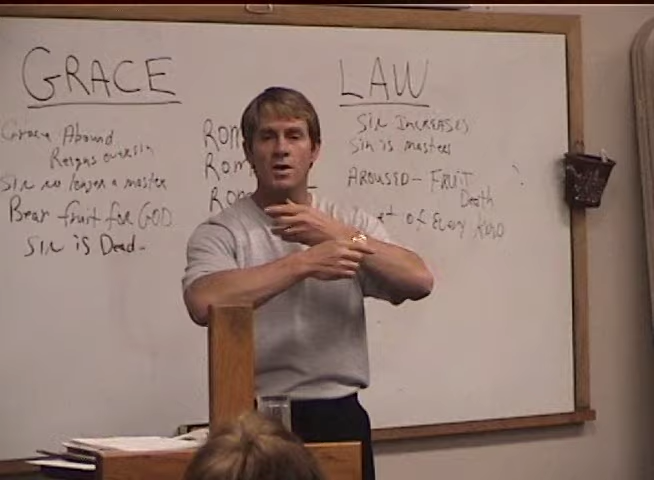 GRACE
Grace Abound
Reigns over sin
Sin no longer a master
Bear fruit for GOD
Sin is Dead-
Rom
Rom
Rom
LAW
Sin INCREASES
Sin is masters
AROUSED - FRUIT
Death
of Every Kind